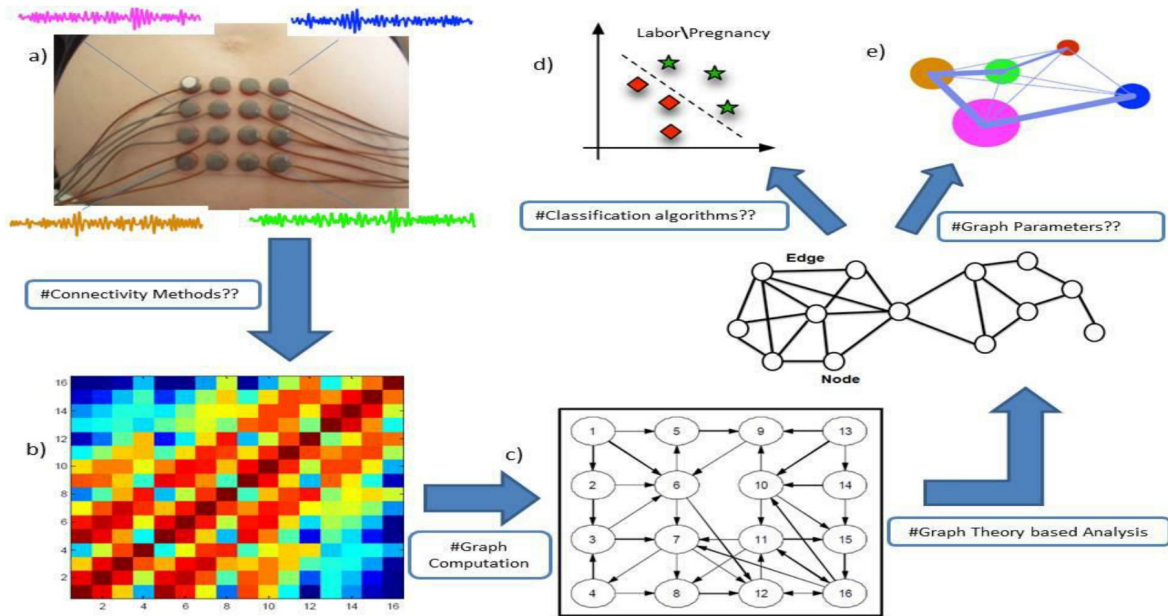 a)
#Connectivity Methods??
b)
16
14
12
10
8
6
4
2
2 4 6 8 10 12 14 16
#Graph
Computation
c)
1 5 9 13
2 6 10 14
3 7 11 15
4 8 12 16
#Graph Theory based Analysis
Edge
Node
d)
Labor\Pregnancy
#Classification algorithms??
e)
#Graph Parameters??